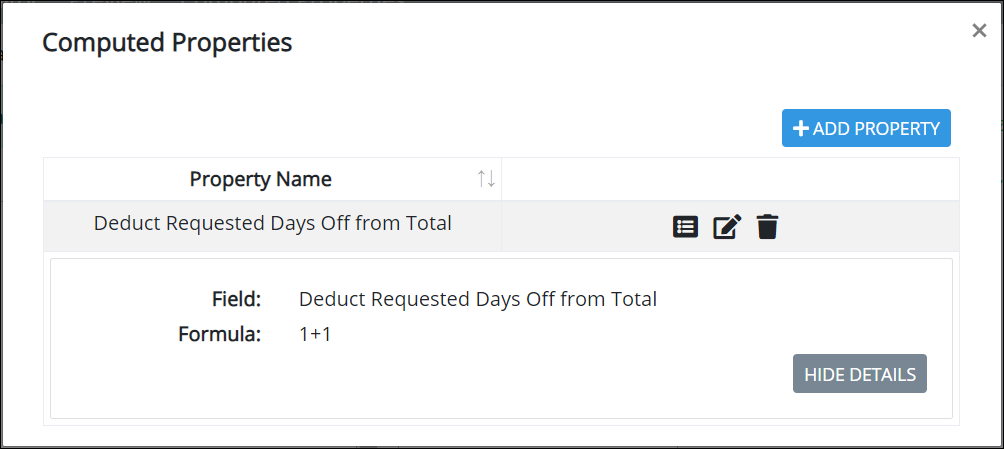 Computed Properties
ADD PROPERTY
Property Name
Deduct Requested Days Off from Total
Field: Deduct Requested Days Off from Total
Formula: 1+1
HIDE DETAILS